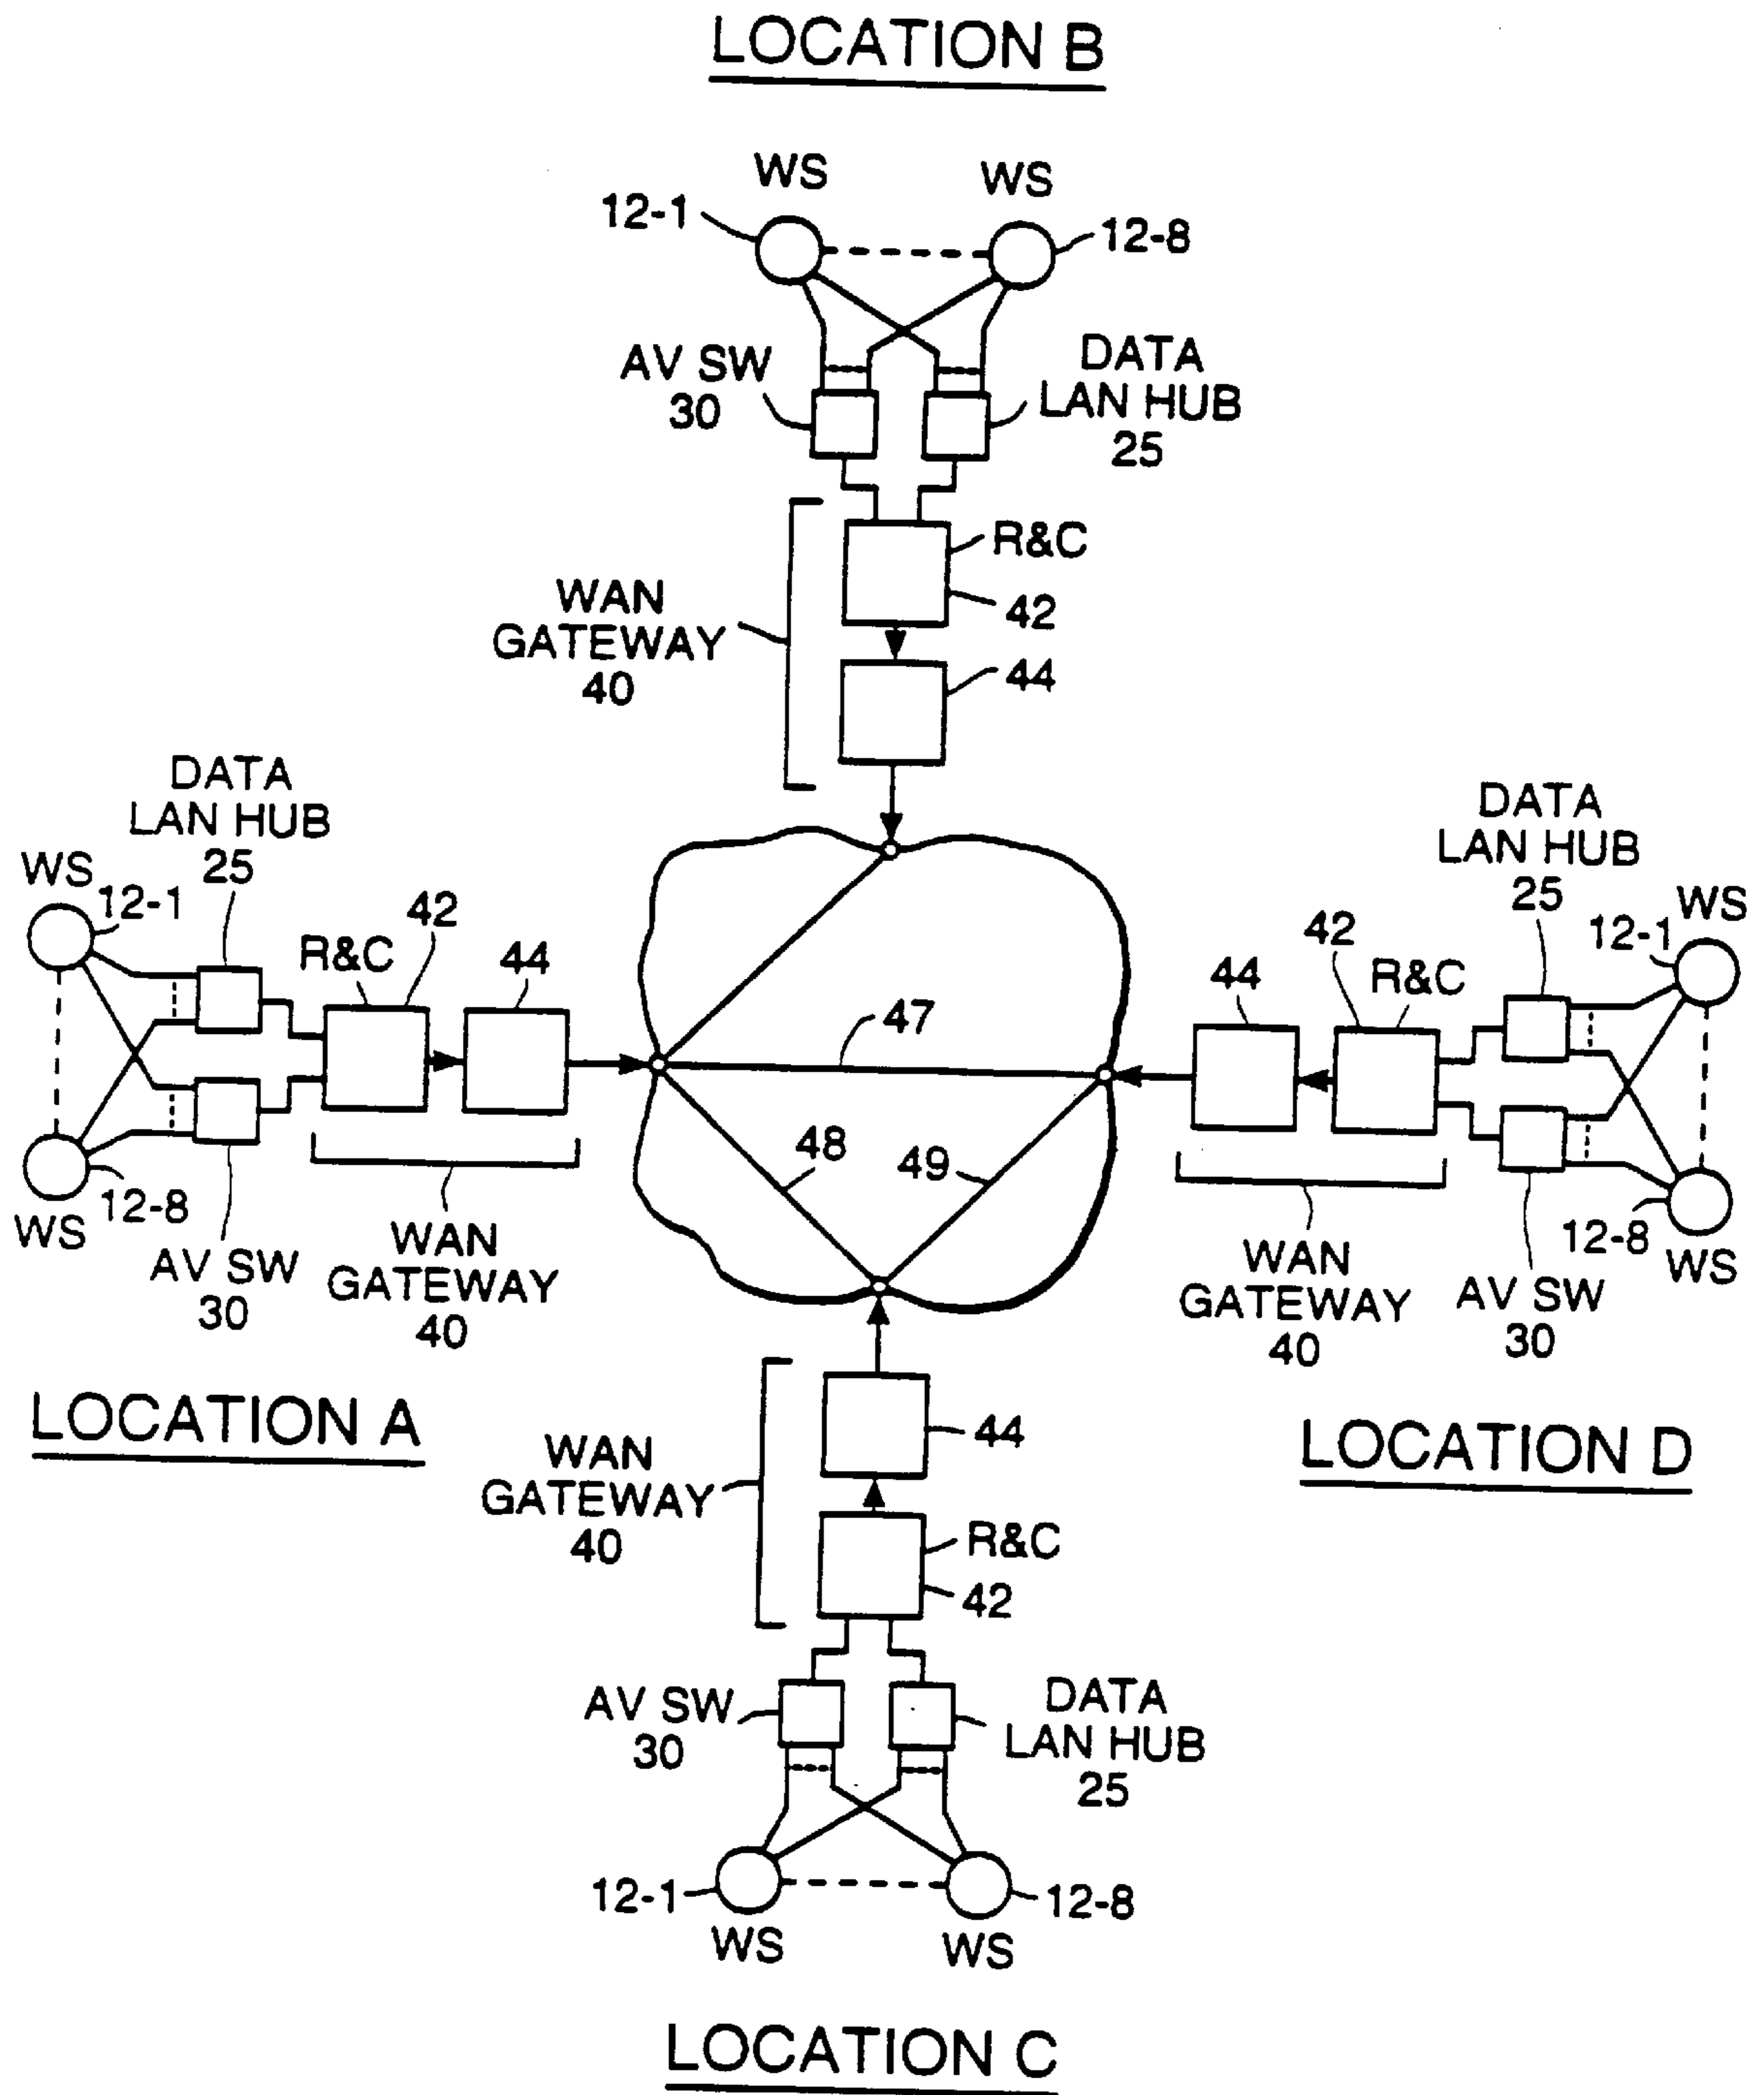 LOCATION B
WS
WS
12-1
12-8
AV SW
30
DATA
LAN HUB
25
R&C
42
WAN
GATEWAY
40
44
DATA
LAN HUB
25
WS
12-1
R&C
42
44
12-8
WS
AV SW
30
WAN
GATEWAY
40
LOCATION A
47
48
49
DATA
LAN HUB
25
WS
12-1
42
R&C
44
12-8
WS
WAN
GATEWAY
40
AV SW
30
LOCATION D
44
WAN
GATEWAY
40
R&C
42
AV SW
30
DATA
LAN HUB
25
12-1
12-8
WS
WS
LOCATION C